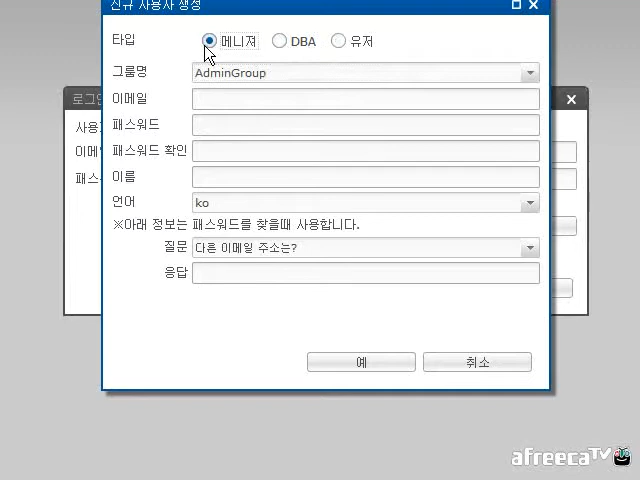 신규 사용자 생성
타입 메니져 DBA 유저
그룹명 AdminGroup
이메일
패스워드
패스워드 확인
이름
언어 ko
※아래 정보는 패스워드를 찾을때 사용합니다.
질문 다른 이메일 주소는?
응답
예 취소
로그인
afreecaTV